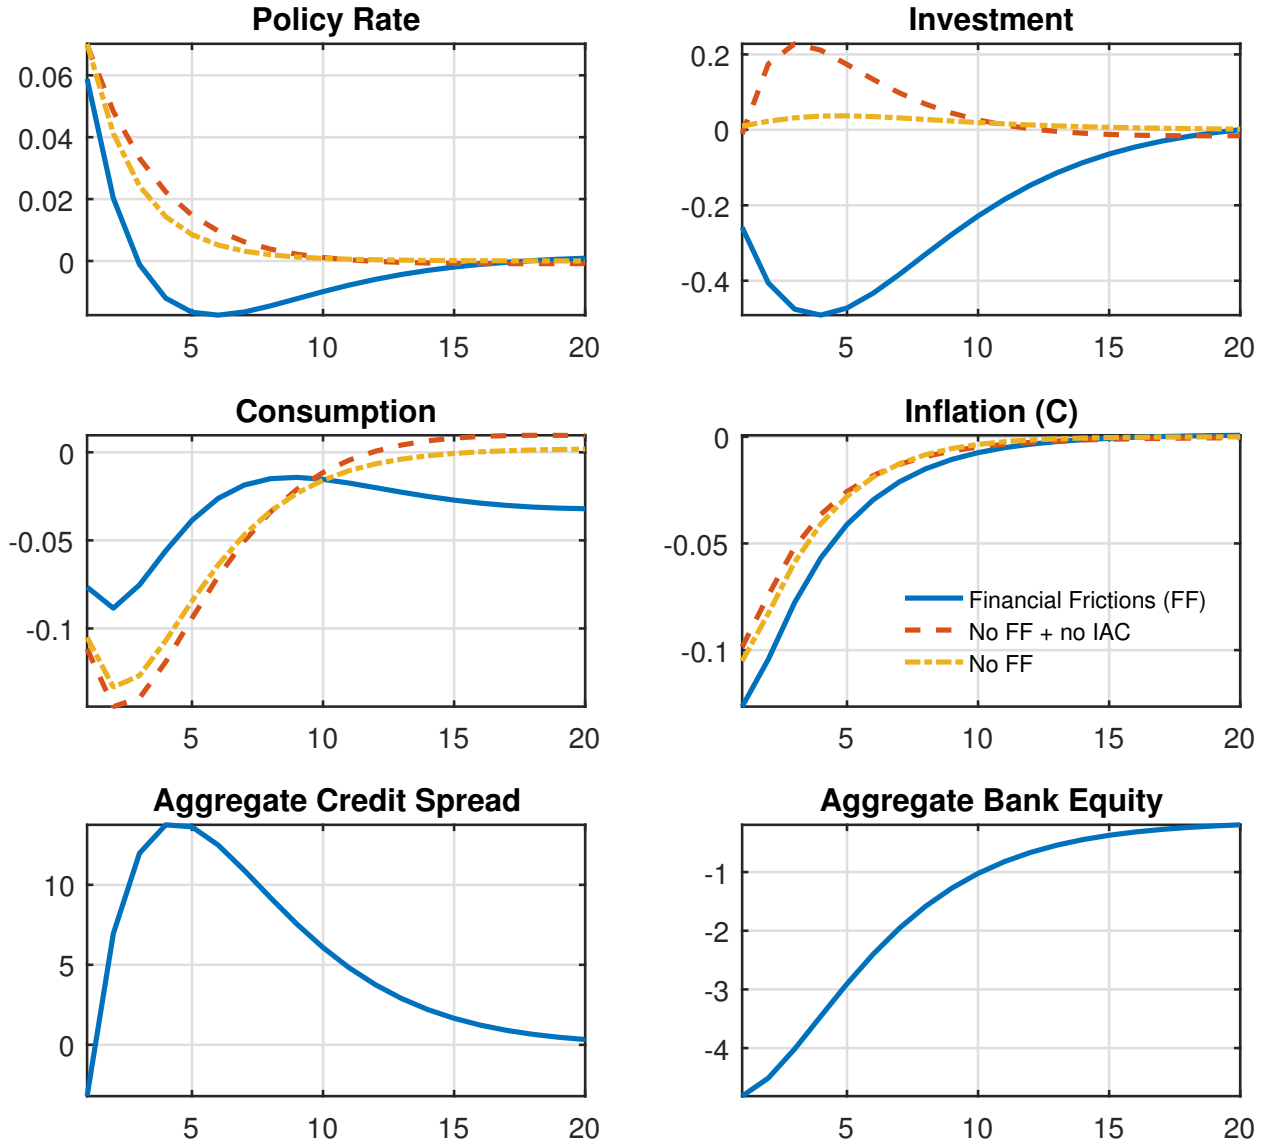 Policy Rate
0.06
0.04
0.02
0
5 10 15 20
Investment
0.2
0
-0.2
-0.4
5 10 15 20
Consumption
0
-0.05
-0.1
5 10 15 20
Inflation (C)
0
-0.05
-0.1
Financial Frictions (FF)
No FF + no IAC
No FF
5 10 15 20
Aggregate Credit Spread
10
5
0
5 10 15 20
Aggregate Bank Equity
-1
-2
-3
-4
5 10 15 20